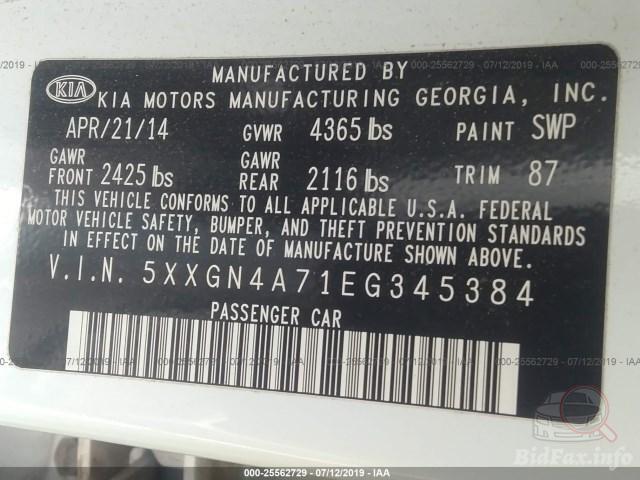 MANUFACTURED BY
KIA KIA MOTORS MANUFACTURING GEORGIA, INC.
APR/21/14 GVWR 4365 lbs PAINT SWP
GAWR FRONT 2425 lbs GAWR REAR 2116 lbs TRIM 87
THIS VEHICLE CONFORMS TO ALL APPLICABLE U.S.A. FEDERAL
MOTOR VEHICLE SAFETY, BUMPER, AND THEFT PREVENTION STANDARDS
IN EFFECT ON THE DATE OF MANUFACTURE SHOWN ABOVE.
V.I.N. 5XXGN4A71EG345384
PASSENGER CAR
000-25562729 - 07/12/2019 - IAA
BidFax.info